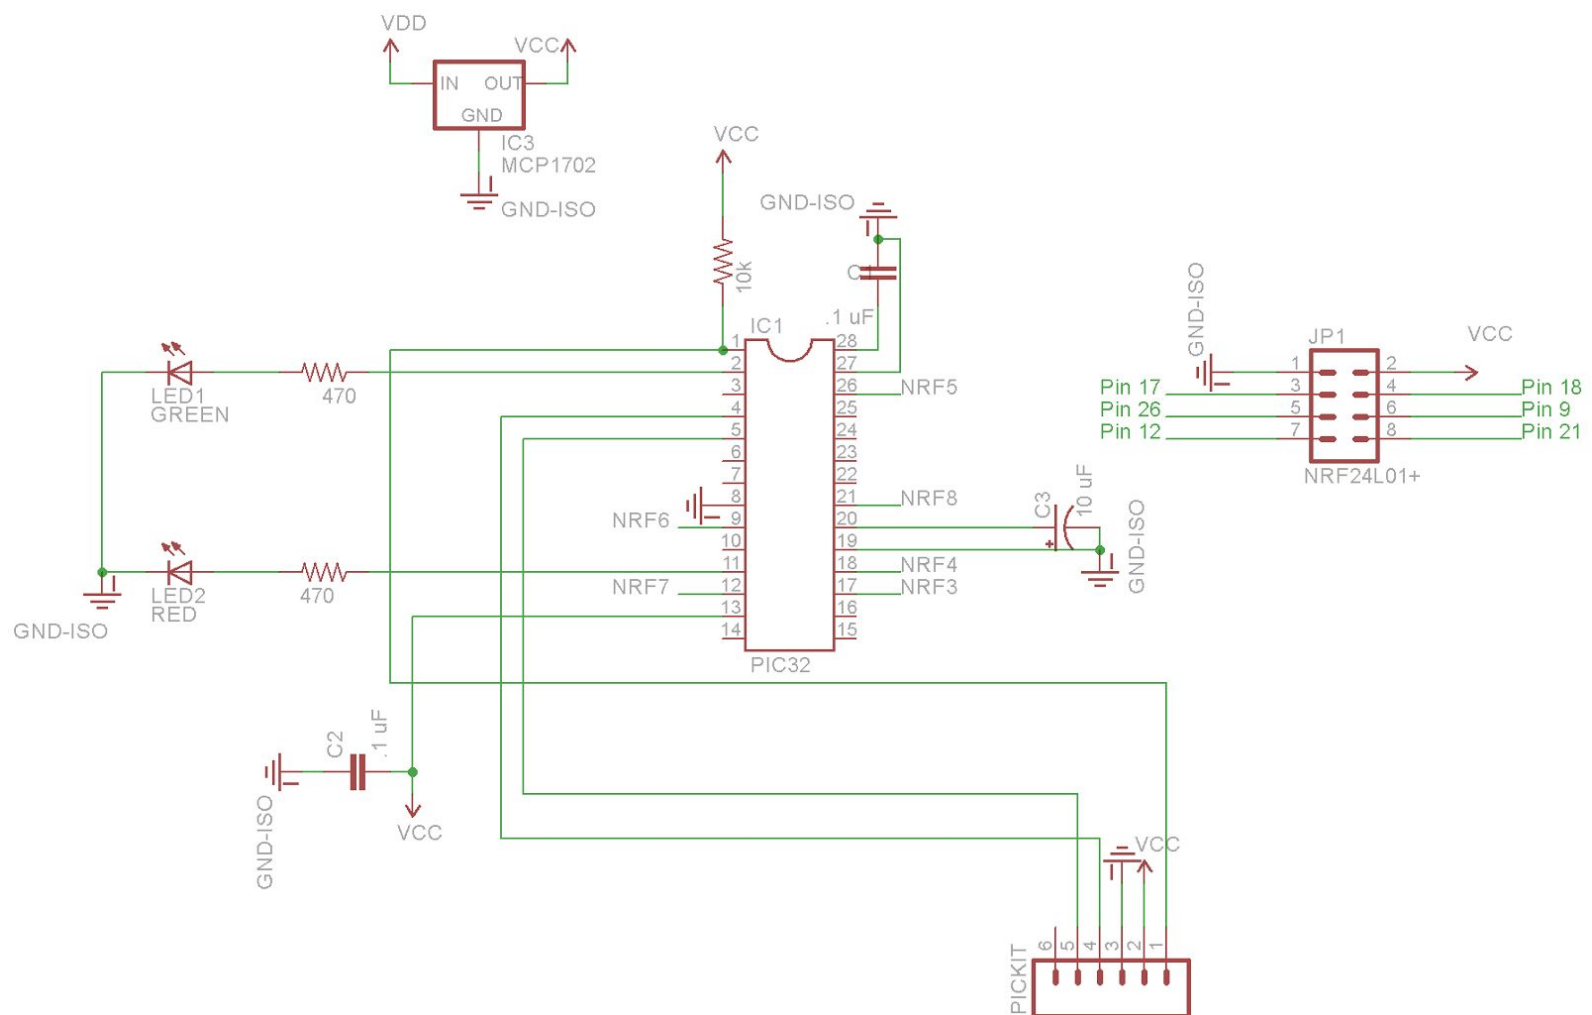 VDD
VCC
IN OUT
GND
IC3
MCP1702
GND-ISO
VCC
10k
GND-ISO
.1 uF
IC1
1
2
3
4
5
6
7
8
9
10
11
12
13
14
28
27
26
25
24
23
22
21
20
19
18
17
16
15
PIC32
NRF5
NRF8
NRF4
NRF3
NRF6
NRF7
LED1
GREEN
470
LED2
RED
470
GND-ISO
C3
10 uF
GND-ISO
GND-ISO
JP1
VCC
1 2
Pin 17 3 4 Pin 18
Pin 26 5 6 Pin 9
Pin 12 7 8 Pin 21
NRF24L01+
C2
.1 uF
GND-ISO
VCC
VCC
PICKIT
6 5 4 3 2 1